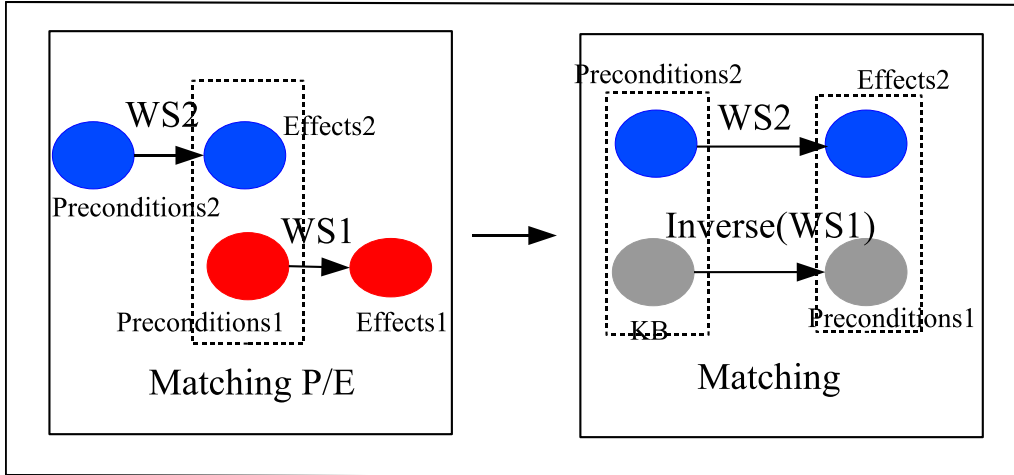 WS2
Effects2
Preconditions2
WS1
Preconditions1
Effects1
Matching P/E
Preconditions2
Effects2
WS2
Inverse(WS1)
KB
Preconditions1
Matching